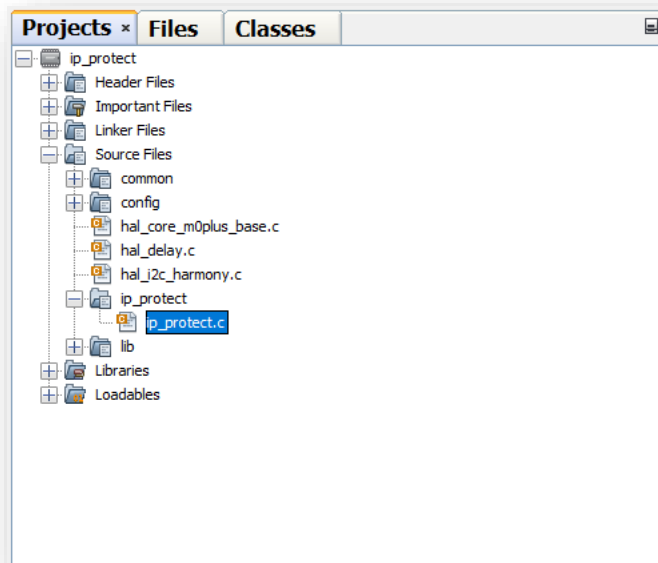 Projects × Files Classes
ip_protect
Header Files
Important Files
Linker Files
Source Files
common
config
hal_core_m0plus_base.c
hal_delay.c
hal_i2c_harmony.c
ip_protect
ip_protect.c
lib
Libraries
Loadables